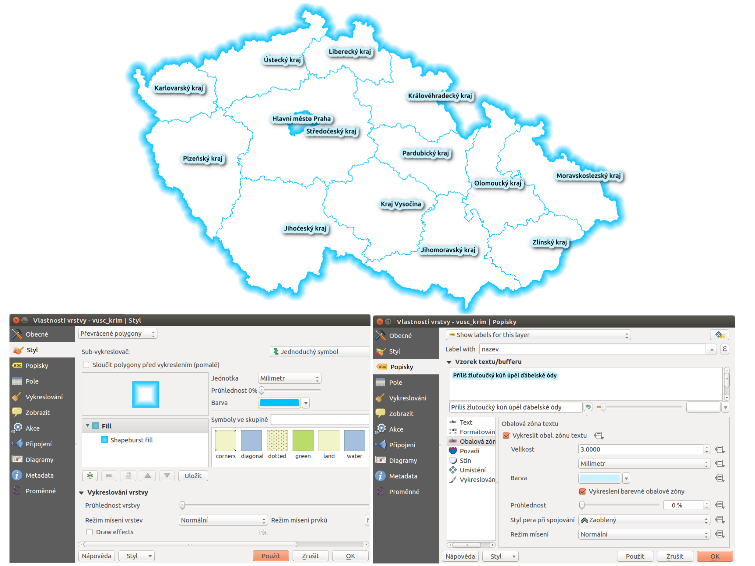 Liberecký kraj
Ústecký kraj
Karlovarský kraj
Královéhradecký kraj
Hlavní město Praha
Středočeský kraj
Pardubický kraj
Plzeňský kraj
Moravskoslezský kraj
Olomoucký kraj
Kraj Vysočina
Jihočeský kraj
Zlínský kraj
Jihomoravský kraj
Vlastnosti vrstvy - vusc_krim | Styl
Obecné
Styl
Popisky
Pole
Vykreslování
Zobrazit
Akce
Připojení
Diagramy
Metadata
Proměnné
Převrácené polygony
Sub-vykreslovač:
Jednoduchý symbol
Sloučit polygony před vykreslením (pomalé)
Jednotka
Milimetr
Průhlednost 0%
Barva
Fill
Shapeburst fill
Symboly ve skupině
corners
diagonal
dotted
green
land
water
Uložit
Vykreslování vrstvy
Průhlednost vrstvy
Režim mísení vrstev
Normální
Režim mísení prvků
Draw effects
Nápověda
Styl
Použít
Zrušit
OK
Vlastnosti vrstvy - vusc_krim | Popisky
Obecné
Styl
Popisky
Pole
Vykreslování
Zobrazit
Akce
Připojení
Diagramy
Metadata
Proměnné
Show labels for this layer
Label with
nazev
Vzorek textu/bufferu
Příliš žluťoučký kůň úpěl ďábelské ódy
Příliš žluťoučký kůň úpěl ďábelské ódy
Text
Formátován
Obalová zón
Pozadí
Stín
Umístění
Vykreslován
Obalová zóna textu
Vykreslit obal. zónu textu
Velikost
3.0000
Milimetr
Barva
Vykreslení barevné obalové zóny
Průhlednost
0 %
Styl pera při spojování
Zaoblený
Režim mísení
Normální
Nápověda
Styl
Použít
Zrušit
OK